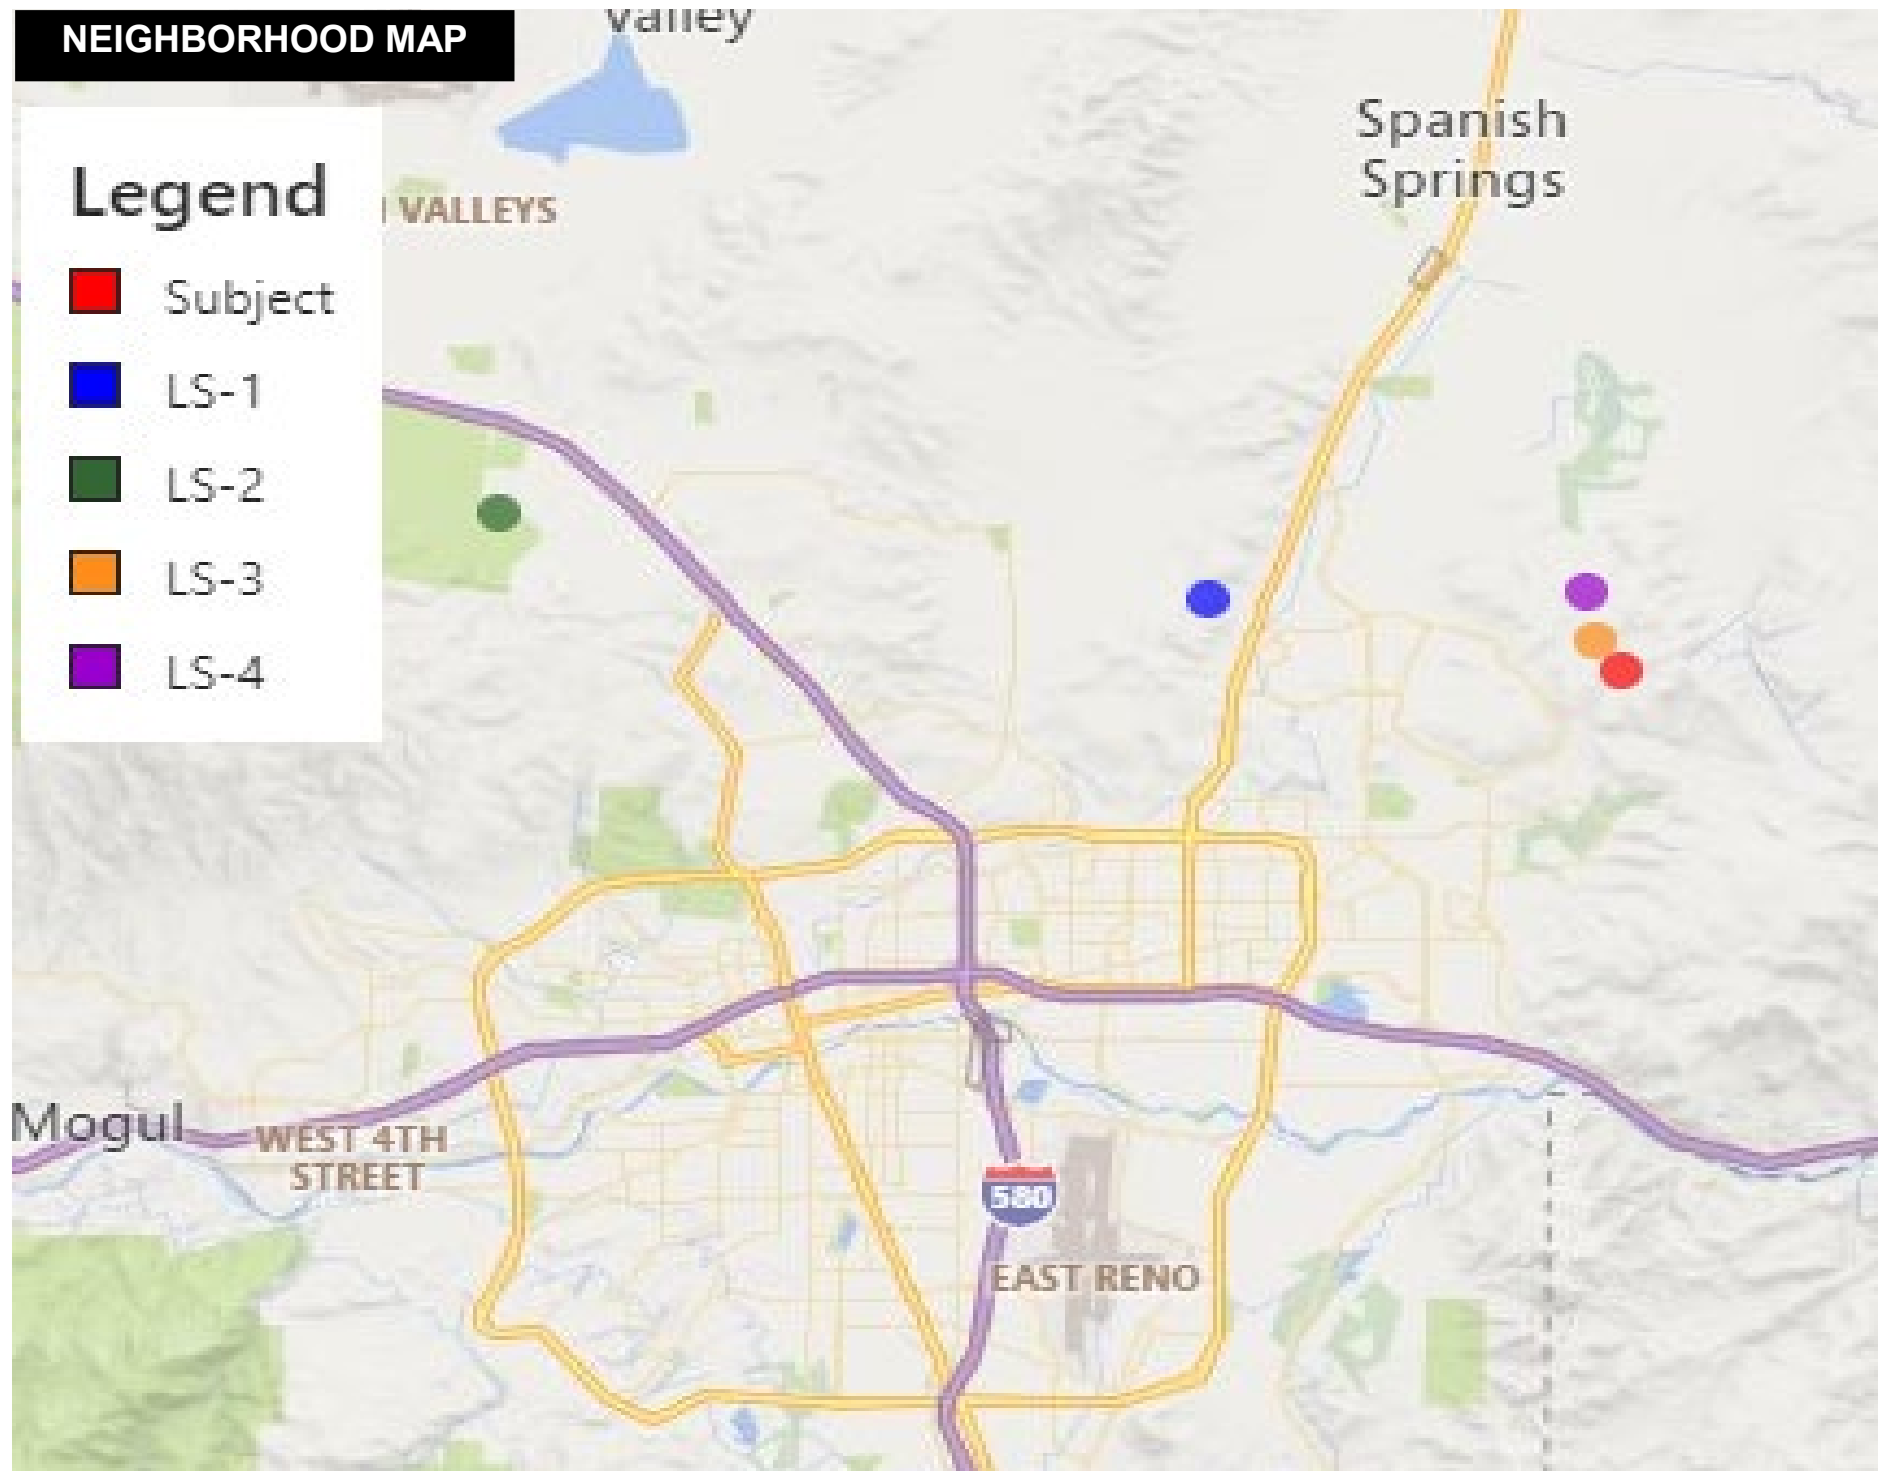 NEIGHBORHOOD MAP
Valley
Spanish
Springs
Legend
VALLEYS
Subject
LS-1
LS-2
LS-3
LS-4
Mogul
WEST 4TH
STREET
580
EAST RENO